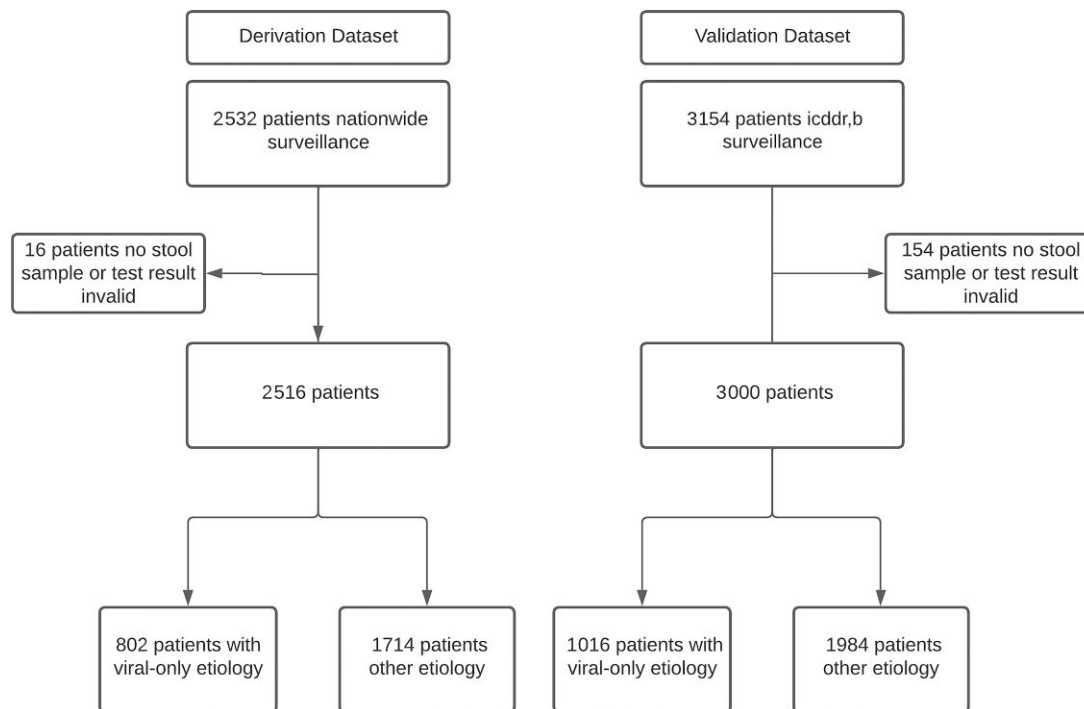 Derivation Dataset
2532 patients nationwide
surveillance
16 patients no stool
sample or test result
invalid
2516 patients
802 patients with
viral-only etiology
1714 patients
other etiology
Validation Dataset
3154 patients icddr,b
surveillance
154 patients no stool
sample or test result
invalid
3000 patients
1016 patients with
viral-only etiology
1984 patients
other etiology